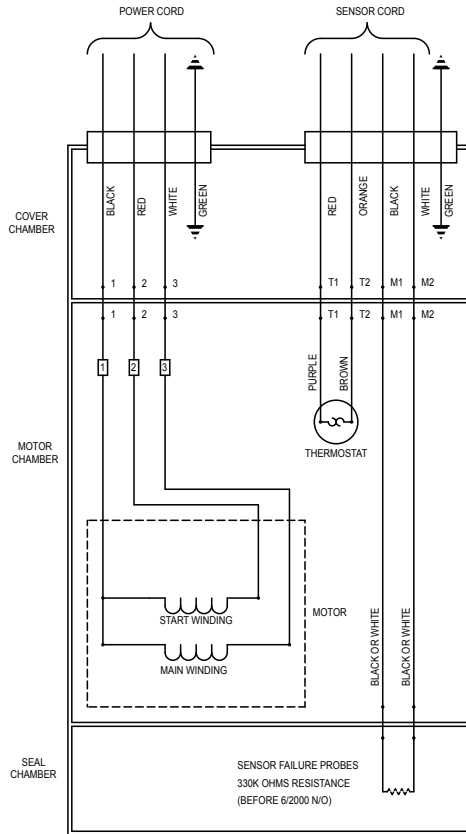 POWER CORD
SENSOR CORD
BLACK
RED
WHITE
GREEN
RED
ORANGE
BLACK
WHITE
GREEN
COVER
CHAMBER
1
2
3
T1
T2
M1
M2
1
2
3
T1
T2
M1
M2
1
2
3
PURPLE
BROWN
THERMOSTAT
MOTOR
CHAMBER
START WINDING
MOTOR
MAIN WINDING
BLACK OR WHITE
BLACK OR WHITE
SEAL
CHAMBER
SENSOR FAILURE PROBES
330K OHMS RESISTANCE
(BEFORE 6/2000 N/O)